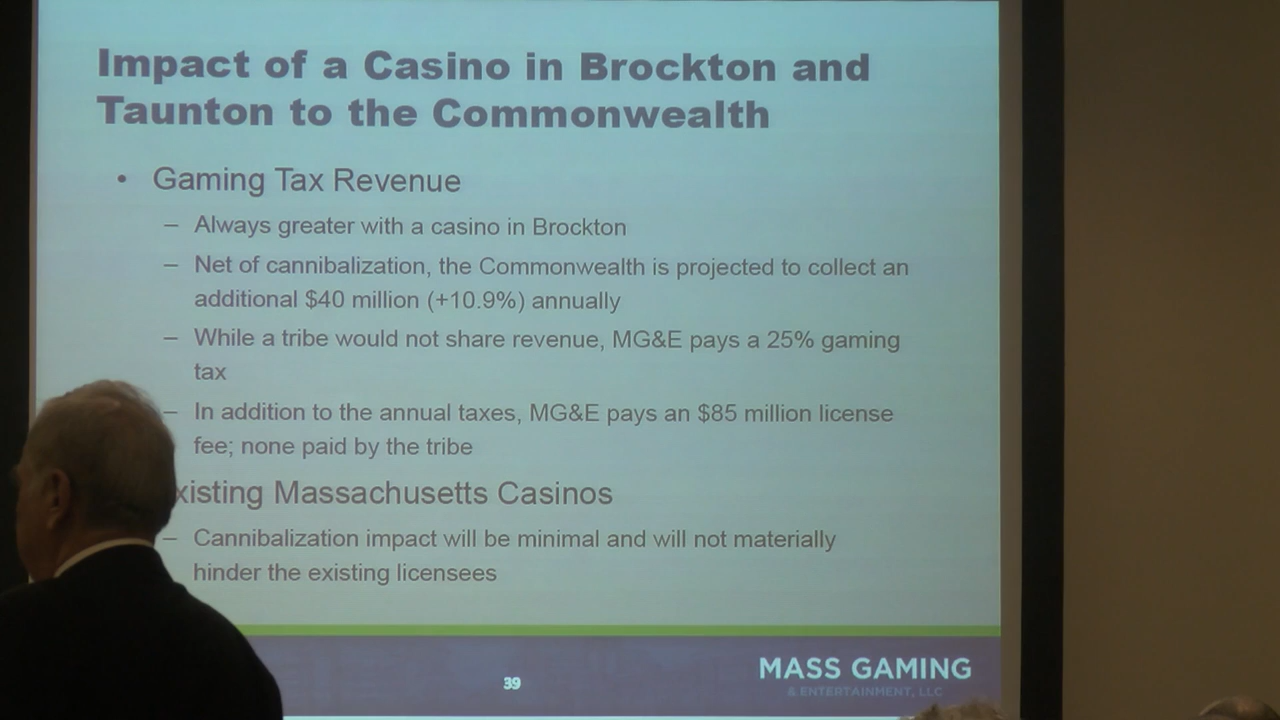 Impact of a Casino in Brockton and
Taunton to the Commonwealth
• Gaming Tax Revenue
– Always greater with a casino in Brockton
– Net of cannibalization, the Commonwealth is projected to collect an
additional $40 million (+10.9%) annually
– While a tribe would not share revenue, MG&E pays a 25% gaming
tax
– In addition to the annual taxes, MG&E pays an $85 million license
fee; none paid by the tribe
xisting Massachusetts Casinos
– Cannibalization impact will be minimal and will not materially
hinder the existing licensees
39
MASS GAMING
& ENTERTAINMENT, LLC